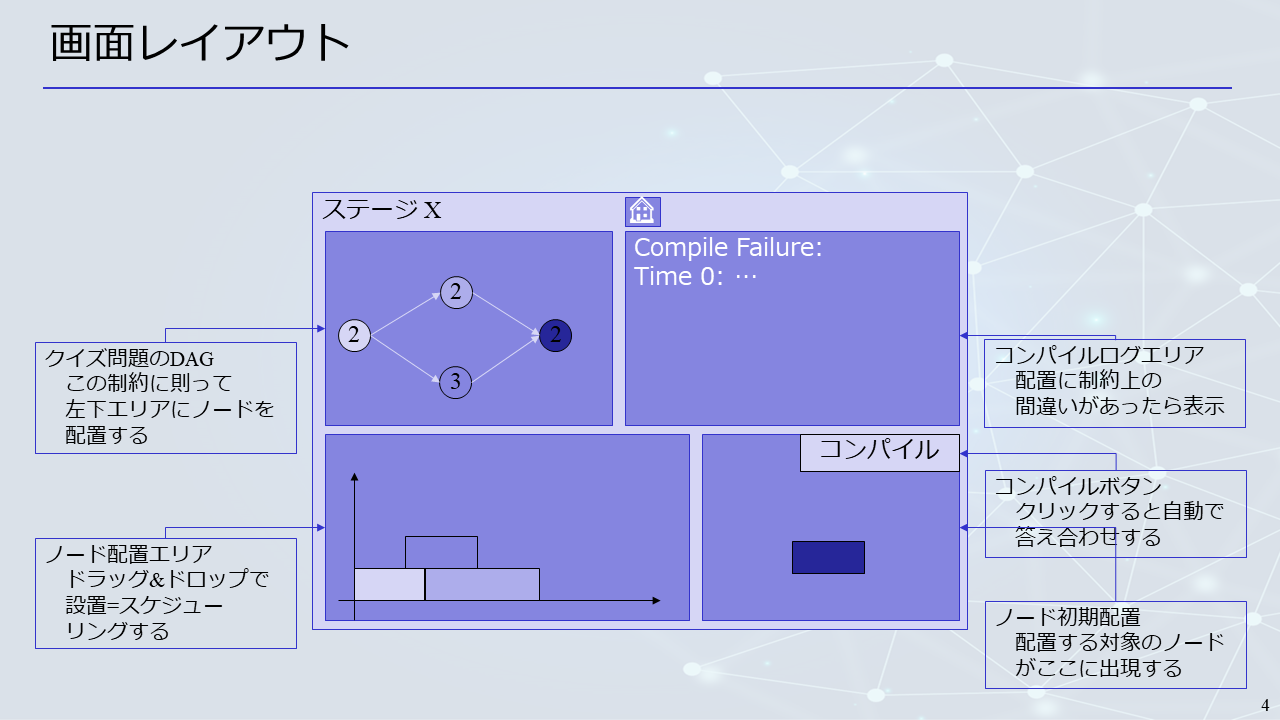 画面レイアウト
ステージ X
Compile Failure:
Time 0: …
2
2
2
3
クイズ問題のDAG
この制約に則って
左下エリアにノードを
配置する
コンパイルログエリア
配置に制約上の
間違いがあったら表示
コンパイル
コンパイルボタン
クリックすると自動で
答え合わせする
ノード配置エリア
ドラッグ&ドロップで
設置=スケジュー
リングする
ノード初期配置
配置する対象のノード
がここに出現する
4